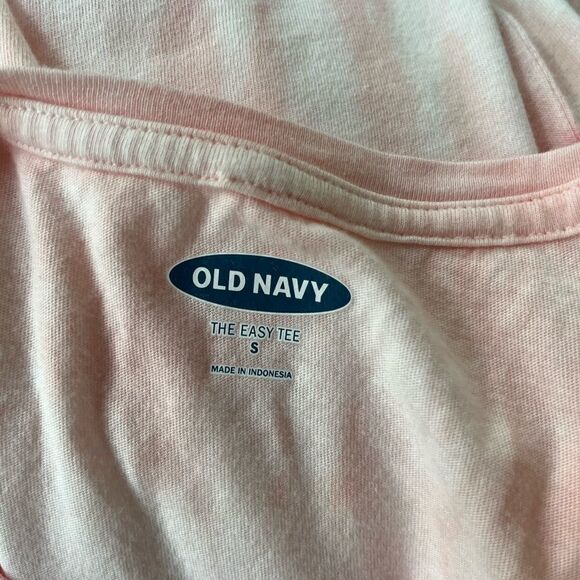 OLD NAVY
THE EASY TEE
S
MADE IN INDONESIA